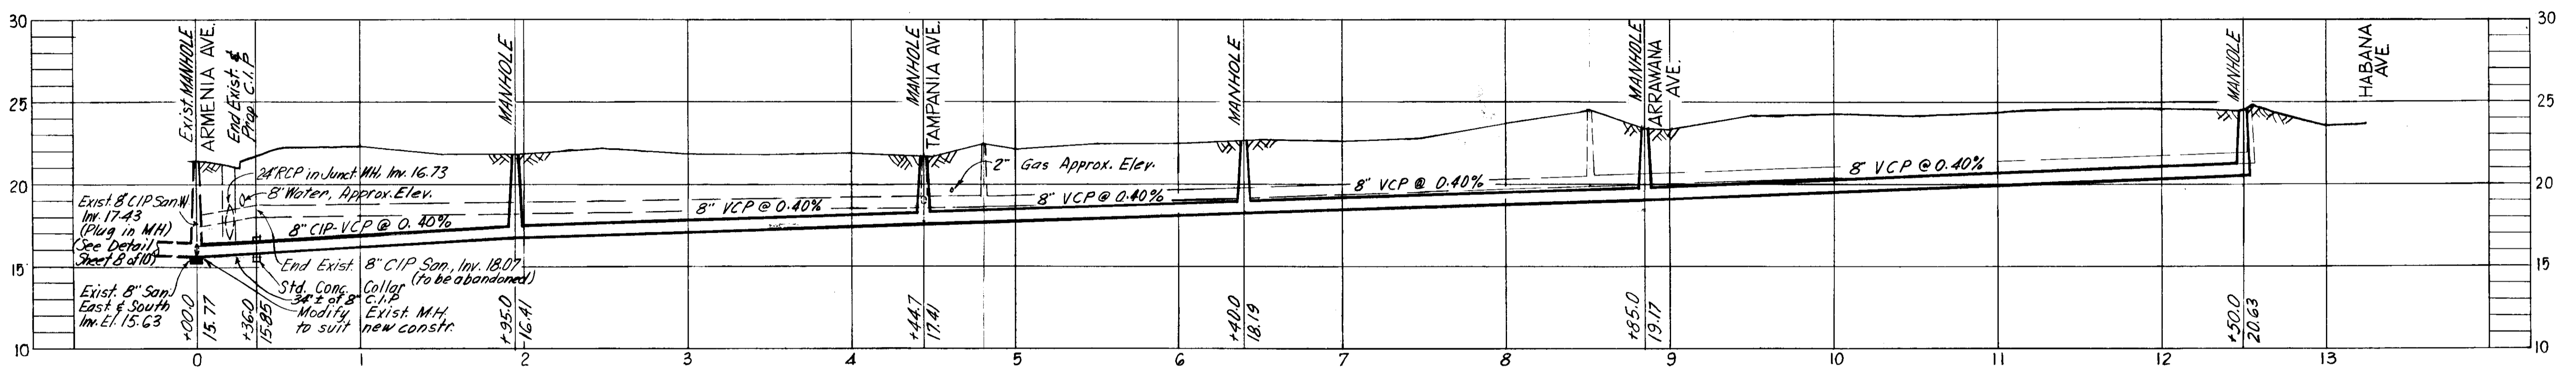 30
25
20
15
10
Exist. MANHOLE
ARMENIA AVE.
End Exist. &
Prop. C.I.P
MANHOLE
MANHOLE
TAMPANIA AVE.
MANHOLE
MANHOLE
ARRAWANA
AVE.
MANHOLE
HABANA
AVE.
30
25
20
15
10
24" RCP in Junct. MH, Inv. 16.73
8" Water, Approx. Elev.
Exist. 8" CIP San. W
Inv. 17.43
(Plug in MH)
(See Detail
Sheet 8 of 10)
8" CIP-VCP @ 0.40%
8" VCP @ 0.40%
2" Gas Approx. Elev.
8" VCP @ 0.40%
8" VCP @ 0.40%
8" VCP @ 0.40%
End Exist. 8" CIP San., Inv. 18.07
(to be abandoned)
Std. Conc. Collar
34' ± of 8" C.I.P
Modify Exist. M.H.
to suit new constr.
Exist. 8" San.
East & South
Inv. El. 15.63
+00.0
15.77
+36.0
15.85
+95.0
16.41
+44.7
17.41
+40.0
18.19
+85.0
19.17
+50.0
20.63
0 1 2 3 4 5 6 7 8 9 10 11 12 13